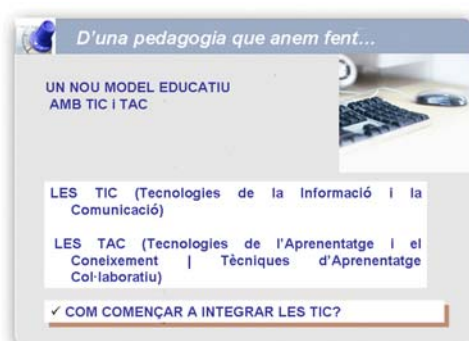 D'una pedagogia que anem fent…
UN NOU MODEL EDUCATIU
AMB TIC i TAC
LES TIC (Tecnologies de la Informació i la
Comunicació)
LES TAC (Tecnologies de l'Aprenentatge i el
Coneixement | Tècniques d'Aprenentatge
Col·laboratiu)
✓ COM COMENÇAR A INTEGRAR LES TIC?